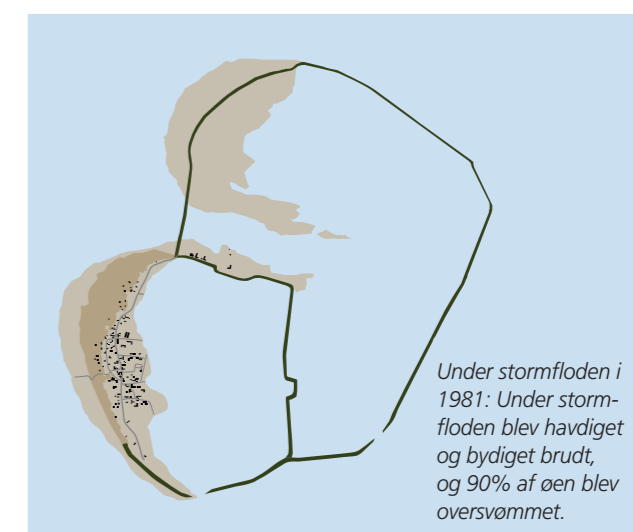 Under stormfloden i
1981: Under storm-
floden blev havdiget
og bydiget brudt,
og 90% af øen blev
oversvømmet.